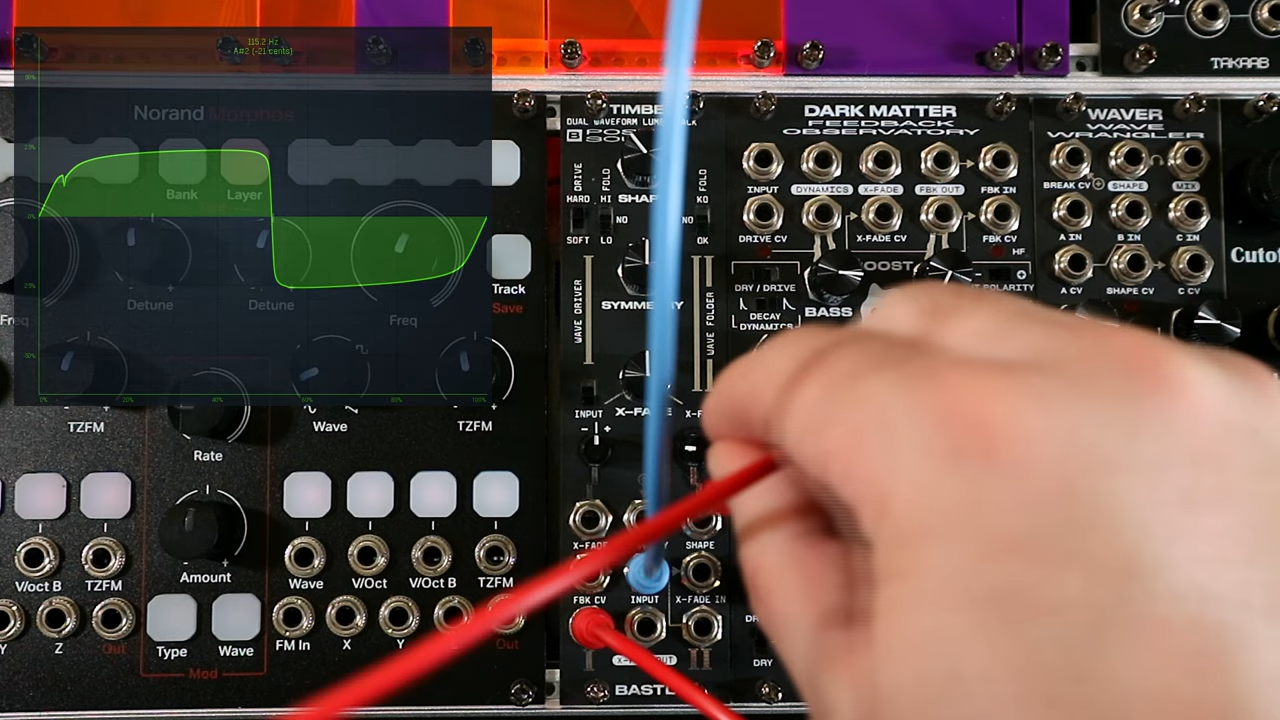 115.2 Hz
A#2 (-21 cents)
TAKAAB
Norand Morphos
Bank
Layer
Detune
Detune
Freq
Freq
Track
Save
TZFM
Wave
TZFM
Rate
Amount
V/oct B
TZFM
Wave
V/Oct
V/Oct B
TZFM
Y
Z
Out
Type
Wave
FM In
X
Y
Out
Mod
DUAL WAVEFORM
HARD
DRIVE
HI
FOLD
FOLD
NO
NO
KO
SOFT
LO
OK
WAVE DRIVER
WAVE FOLDER
INPUT
- +
SHAPE
FBK CV
INPUT
X-FADE IN
I
II
DARK MATTER
FEEDBACK
OBSERVATORY
INPUT
DYNAMICS
X-FADE
FBK OUT
FBK IN
DRIVE CV
X-FADE CV
FBK CV
HF
DRY / DRIVE
DECAY
DYNAMICS
BASS
POLARITY
DRY
WAVER
WAVE
WRANGLER
BREAK CV
SHAPE
MIX
A IN
B IN
C IN
A CV
SHAPE CV
C CV